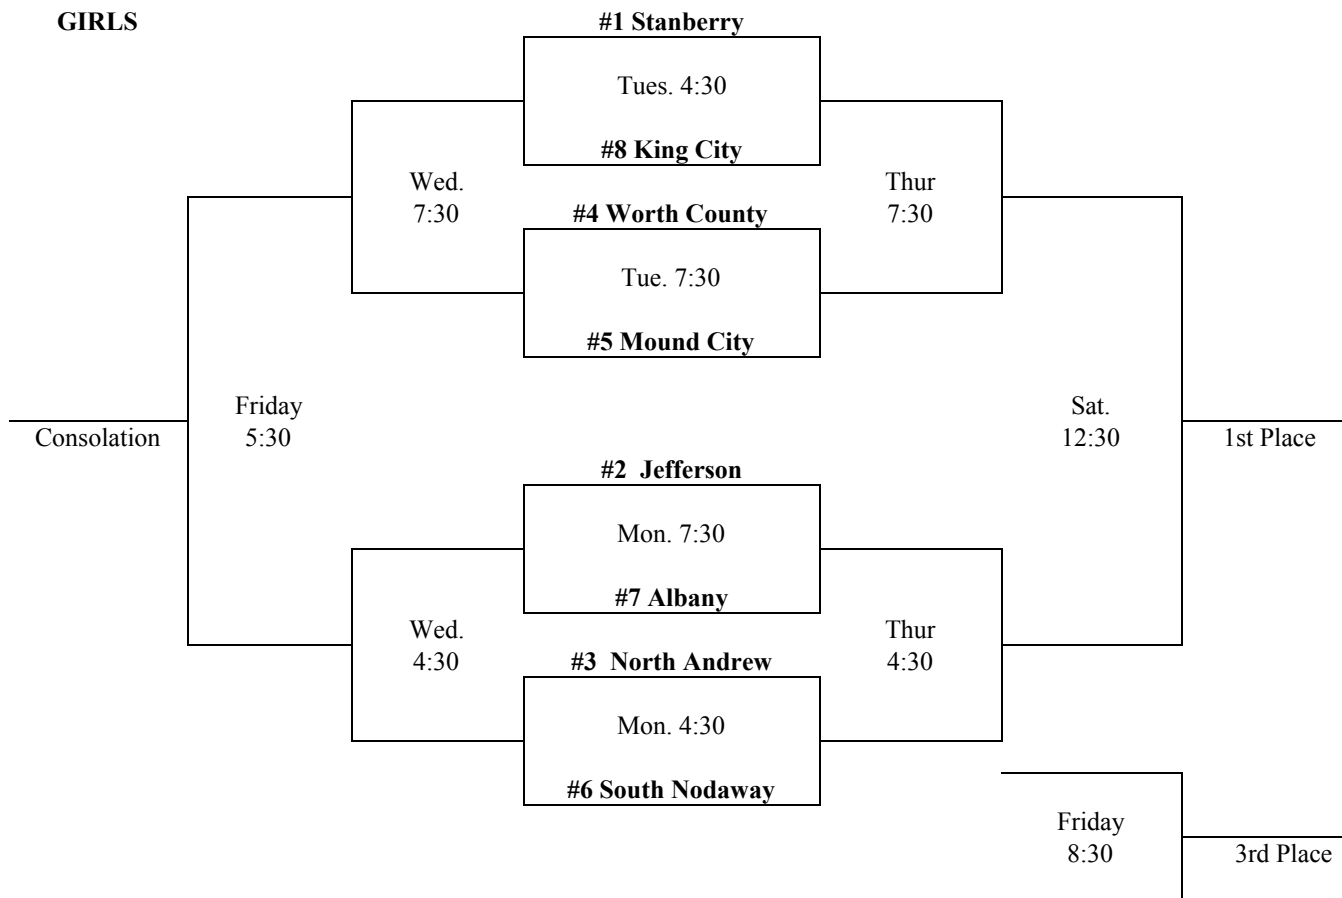 GIRLS
#1 Stanberry
Tues. 4:30
#8 King City
Wed.
7:30
Thur
7:30
#4 Worth County
Tue. 7:30
#5 Mound City
Friday
5:30
Consolation
Sat.
12:30
1st Place
#2  Jefferson
Mon. 7:30
#7 Albany
Wed.
4:30
Thur
4:30
#3  North Andrew
Mon. 4:30
#6 South Nodaway
Friday
8:30
3rd Place